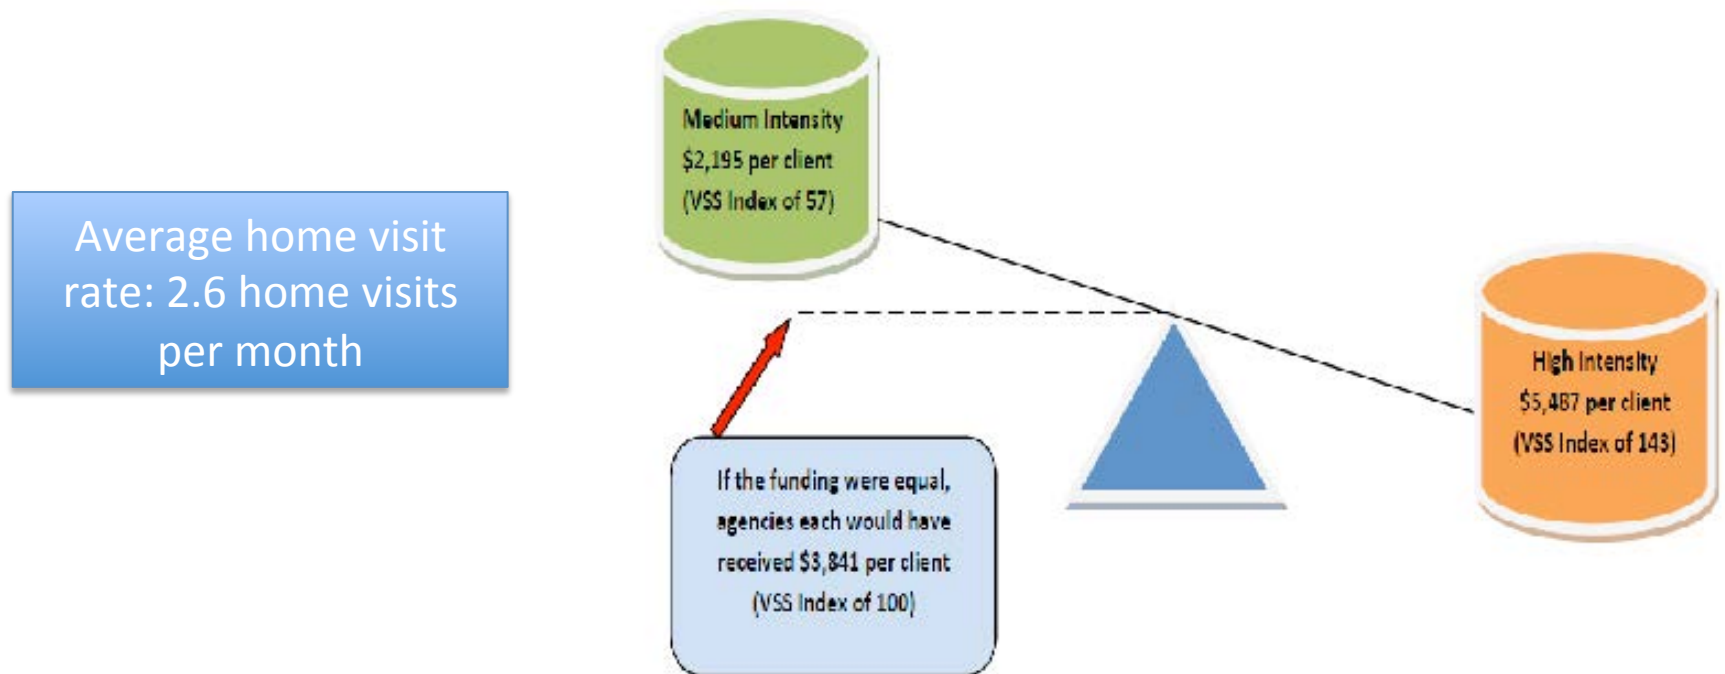 Medium Intensity
$2,195 per client
(VSS Index of 57)
Average home visit
rate: 2.6 home visits
per month
High Intensity
$5,487 per client
(VSS Index of 143)
If the funding were equal,
agencies each would have
received $3,841 per client
(VSS Index of 100)